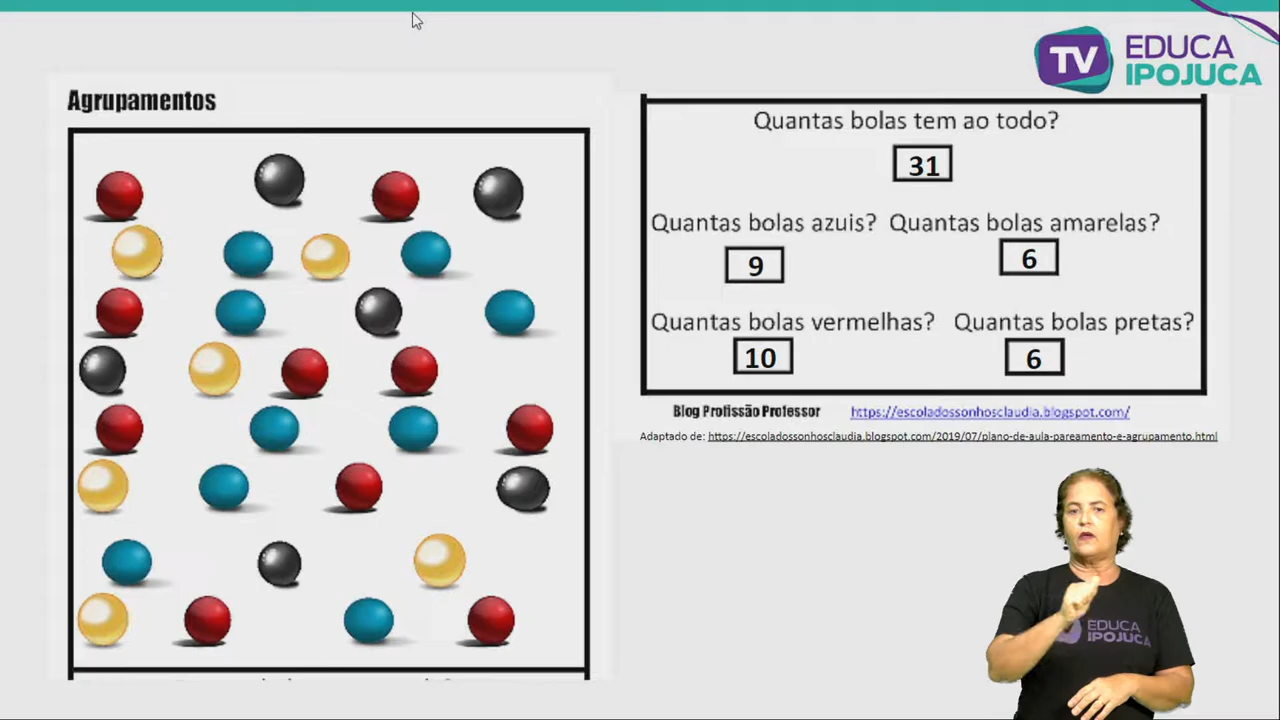 TV EDUCA
IPOJUCA
Agrupamentos
Quantas bolas tem ao todo?
31
Quantas bolas azuis? Quantas bolas amarelas?
9 6
Quantas bolas vermelhas? Quantas bolas pretas?
10 6
Blog Profissão Professor https://escoladossonhosclaudia.blogspot.com/
Adaptado de: https://escoladossonhosclaudia.blogspot.com/2019/07/plano-de-aula-pareamento-e-agrupamento.html
EDUCA
IPOJUCA